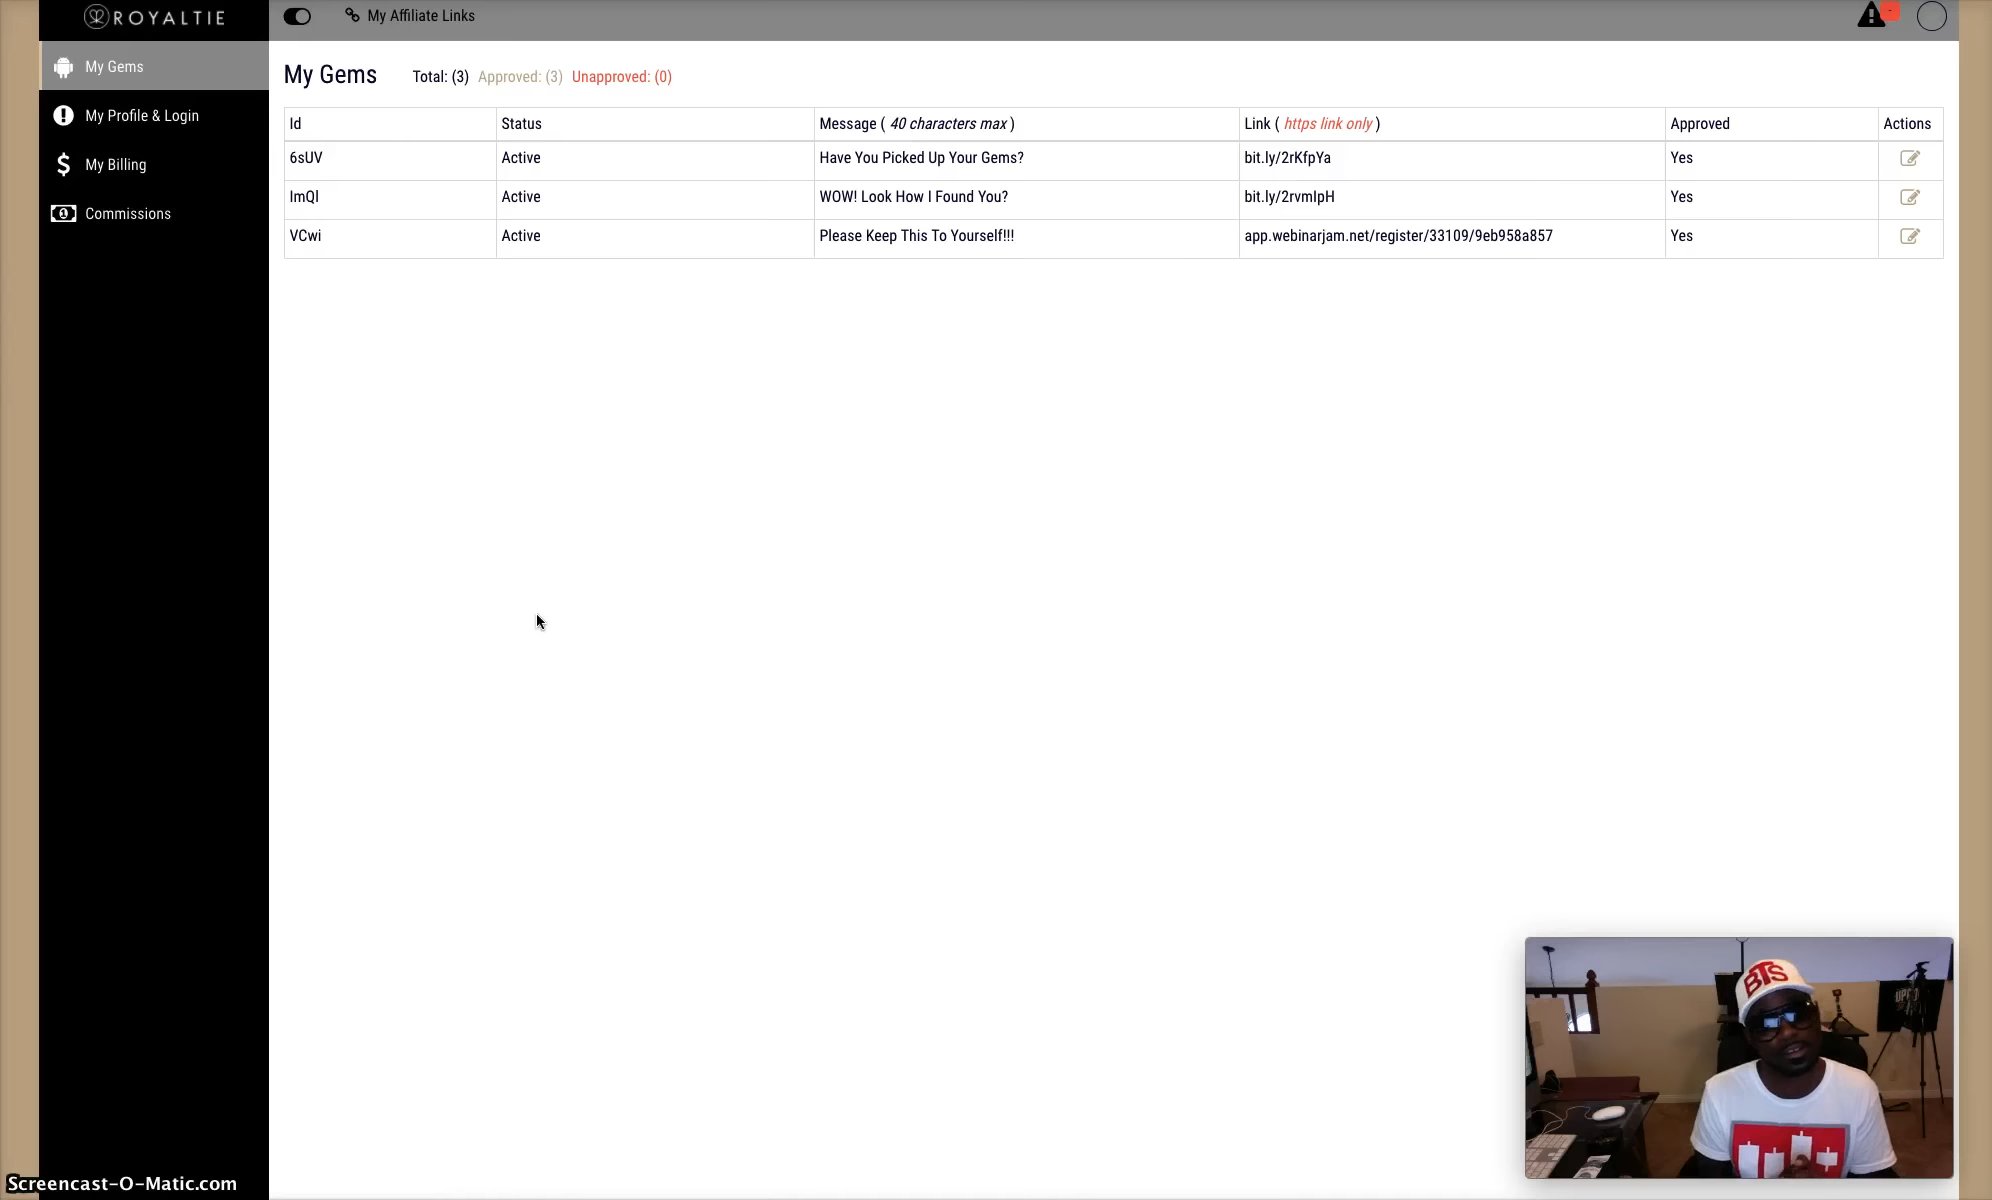 ROYALTIE
My Affiliate Links
My Gems
My Profile & Login
My Billing
Commissions
My Gems Total: (3) Approved: (3) Unapproved: (0)
Id Status Message ( 40 characters max ) Link ( https link only ) Approved Actions
6sUV Active Have You Picked Up Your Gems? bit.ly/2rKfpYa Yes
ImQl Active WOW! Look How I Found You? bit.ly/2rvmIpH Yes
VCwi Active Please Keep This To Yourself!!! app.webinarjam.net/register/33109/9eb958a857 Yes
BTS
Screencast-O-Matic.com